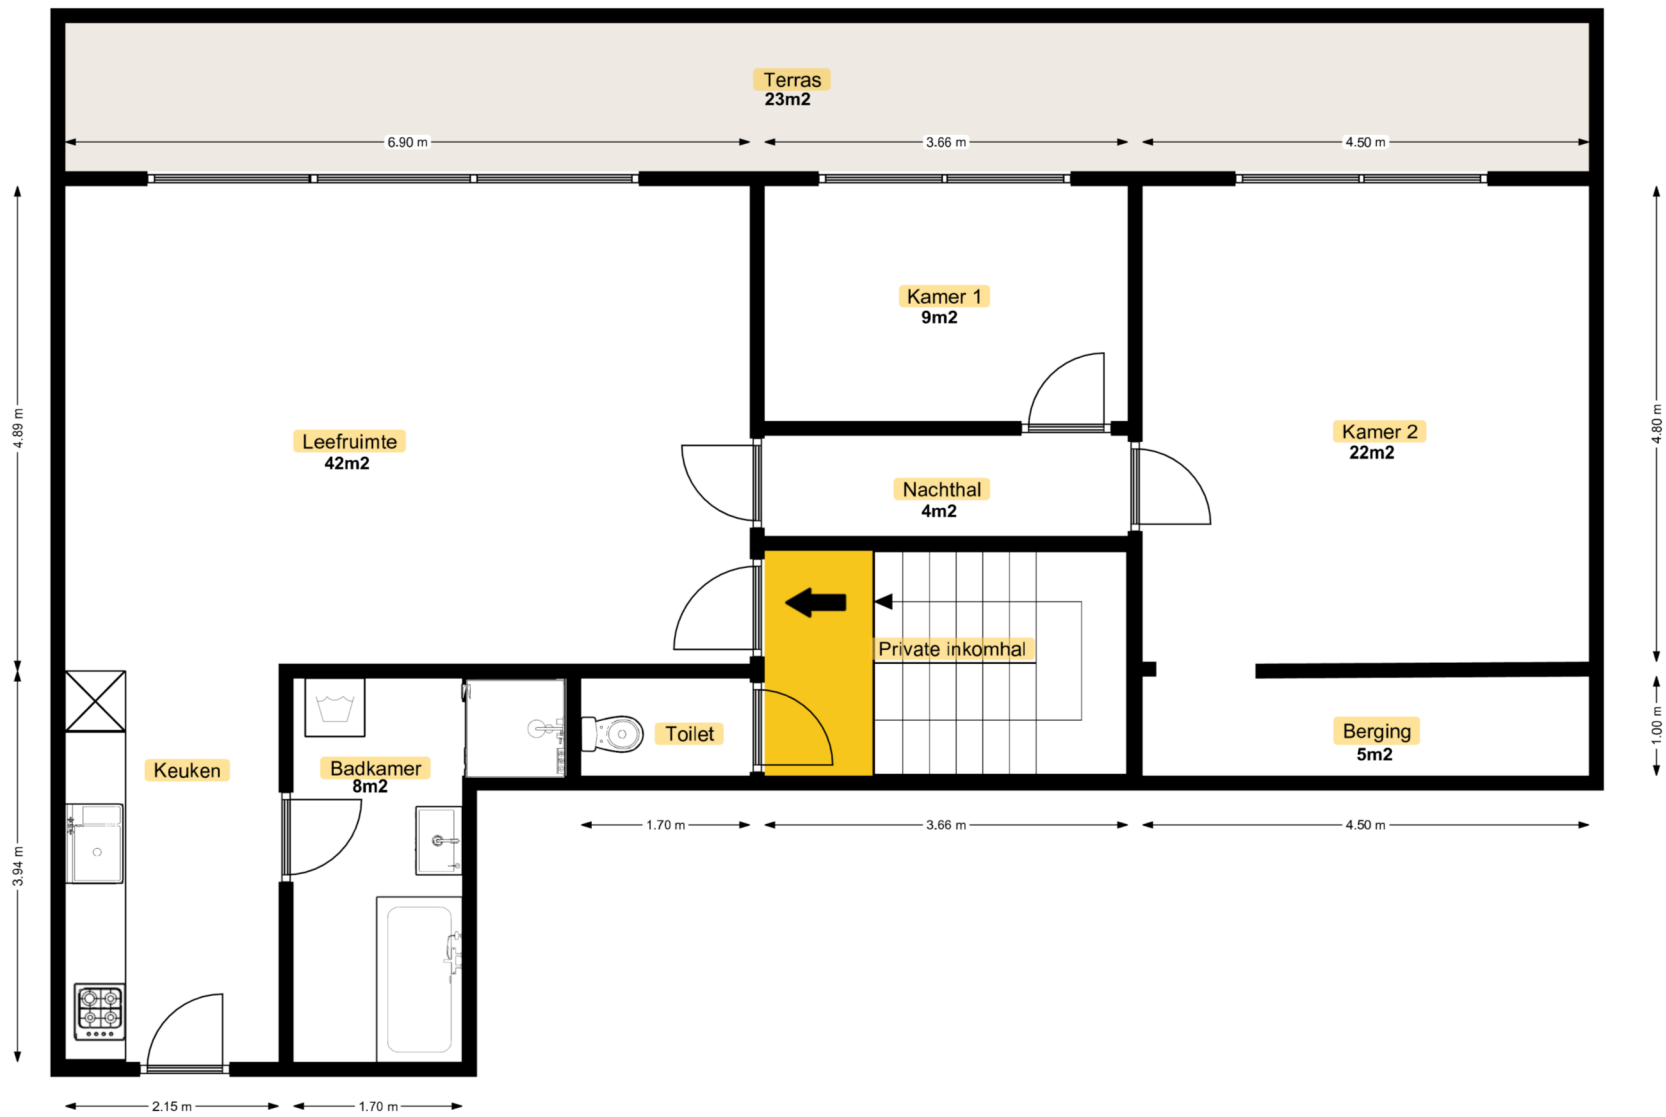 Terras
23m2
6.90 m
3.66 m
4.50 m
Kamer 1
9m2
4.89 m
Leefruimte
42m2
Kamer 2
22m2
4.80 m
Nachthal
4m2
Private inkomhal
Toilet
Berging
5m2
1.00 m
Keuken
Badkamer
8m2
1.70 m
3.66 m
4.50 m
3.94 m
2.15 m
1.70 m